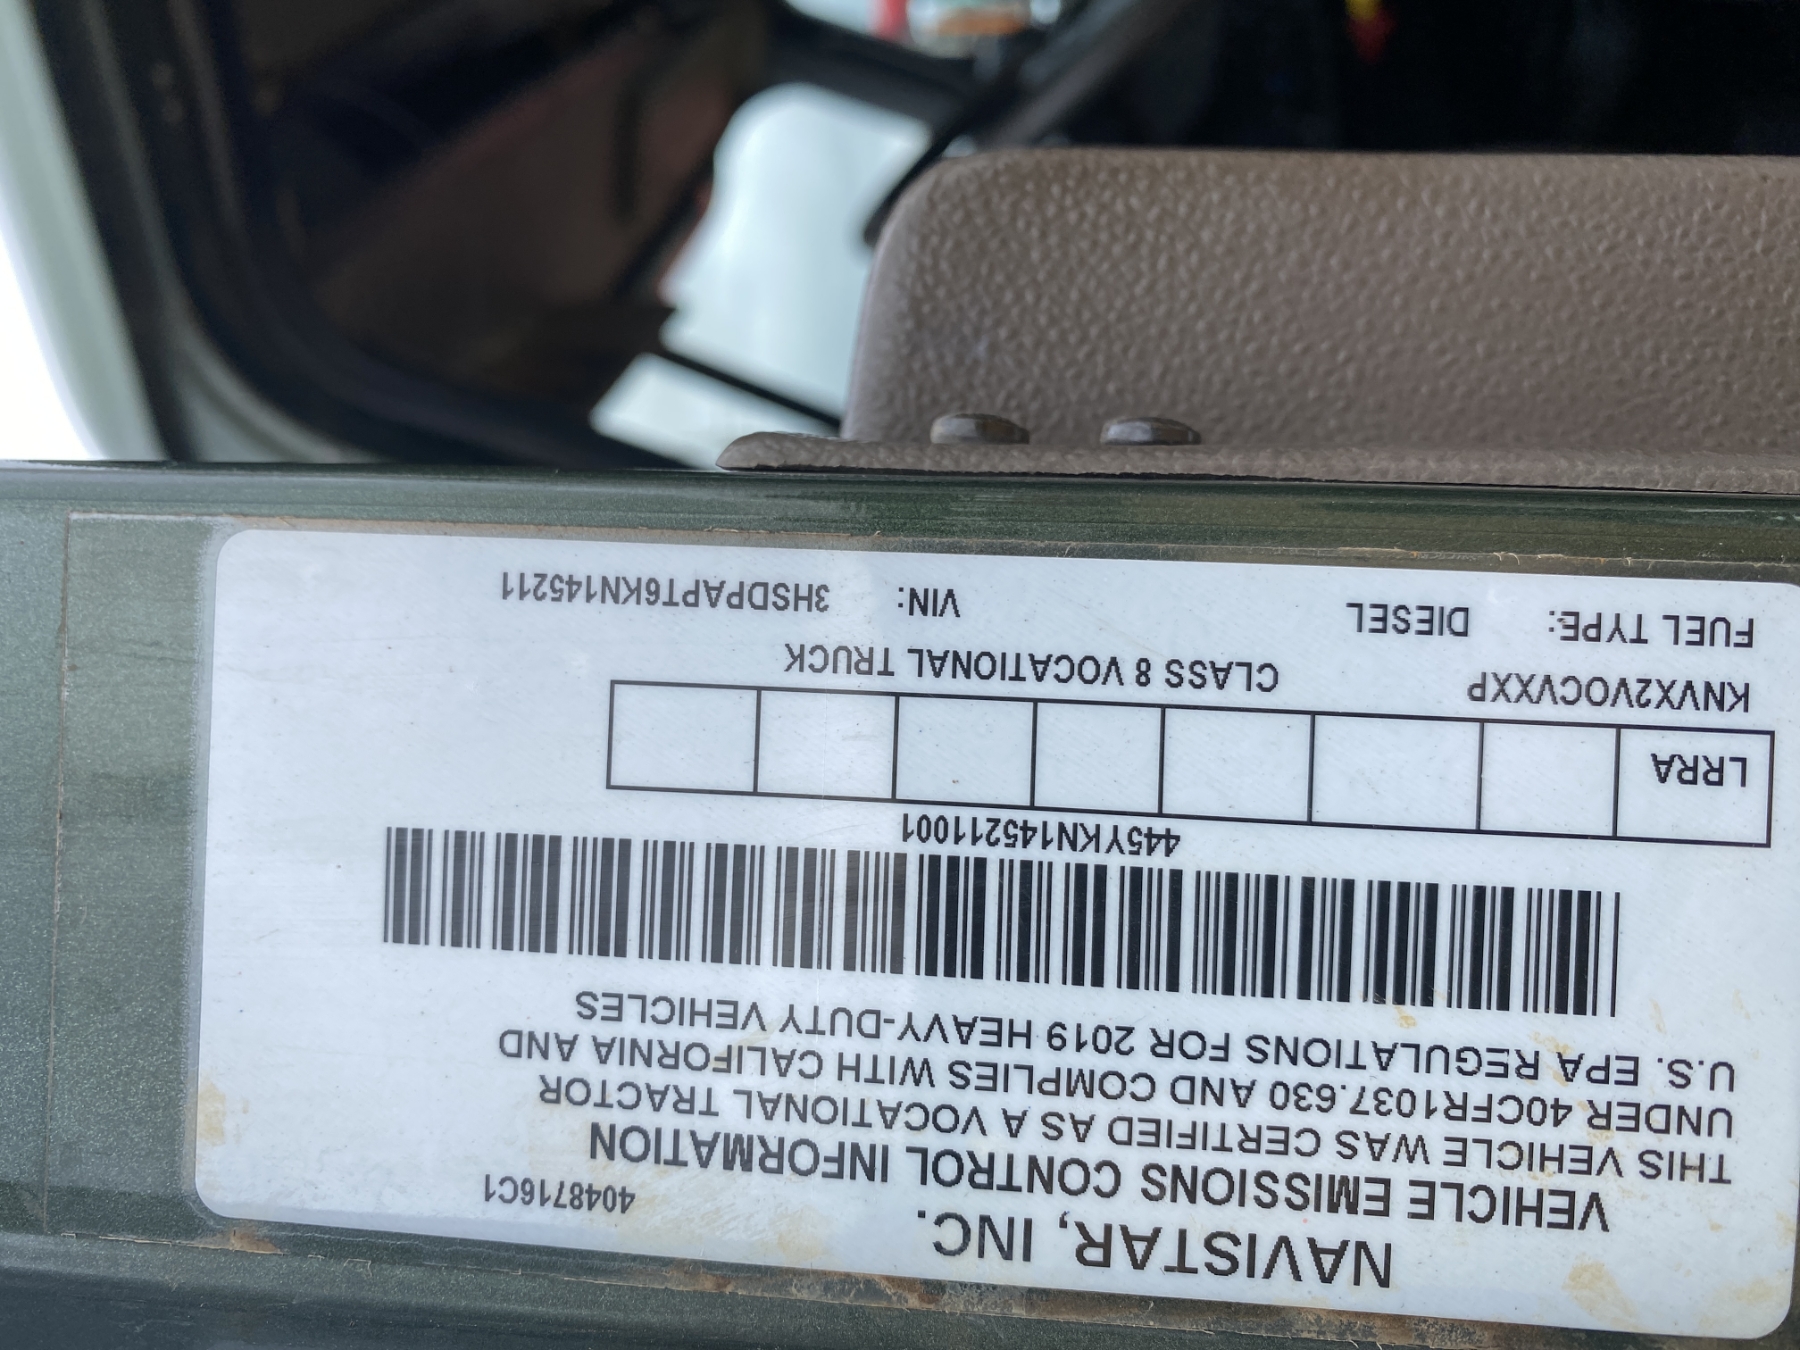 NAVISTAR, INC.
4048716C1
VEHICLE EMISSIONS CONTROL INFORMATION
THIS VEHICLE WAS CERTIFIED AS A VOCATIONAL TRACTOR
UNDER 40CFR1037.630 AND COMPLIES WITH CALIFORNIA AND
U.S. EPA REGULATIONS FOR 2019 HEAVY-DUTY VEHICLES
445YKN145211001
LRRA
KNVX2VOCVXXP CLASS 8 VOCATIONAL TRUCK
FUEL TYPE: DIESEL VIN: 3HSDPAPT6KN145211